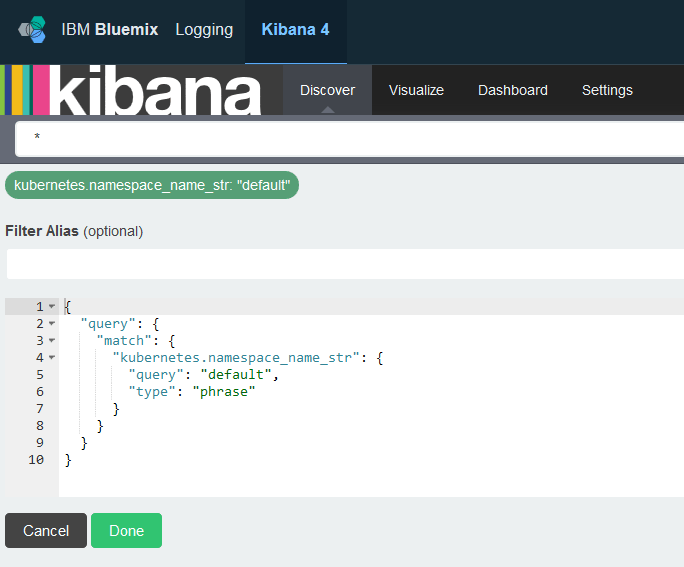 IBM Bluemix Logging Kibana 4
kibana Discover Visualize Dashboard Settings
*
kubernetes.namespace_name_str: "default"
Filter Alias (optional)
1 {
2 "query": {
3 "match": {
4 "kubernetes.namespace_name_str": {
5 "query": "default",
6 "type": "phrase"
7 }
8 }
9 }
10 }
Cancel Done